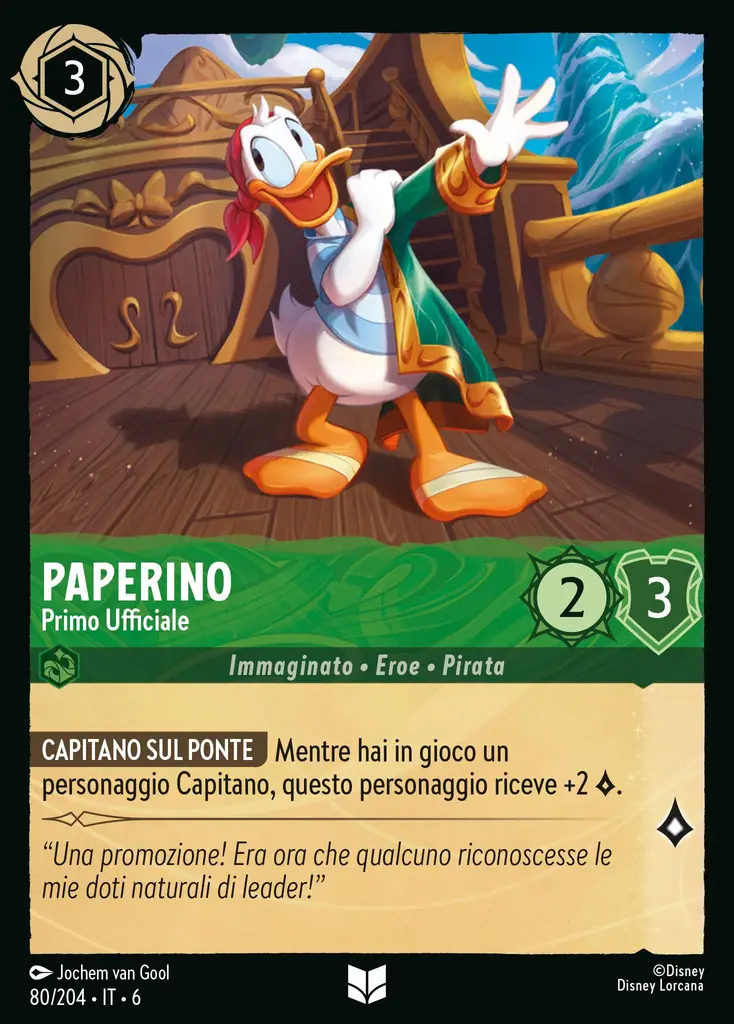 3
PAPERINO
Primo Ufficiale
2
3
Immaginato • Eroe • Pirata
CAPITANO SUL PONTE Mentre hai in gioco un
personaggio Capitano, questo personaggio riceve +2 .
“Una promozione! Era ora che qualcuno riconoscesse le
mie doti naturali di leader!”
Jochem van Gool
80/204 • IT • 6
©Disney
Disney Lorcana